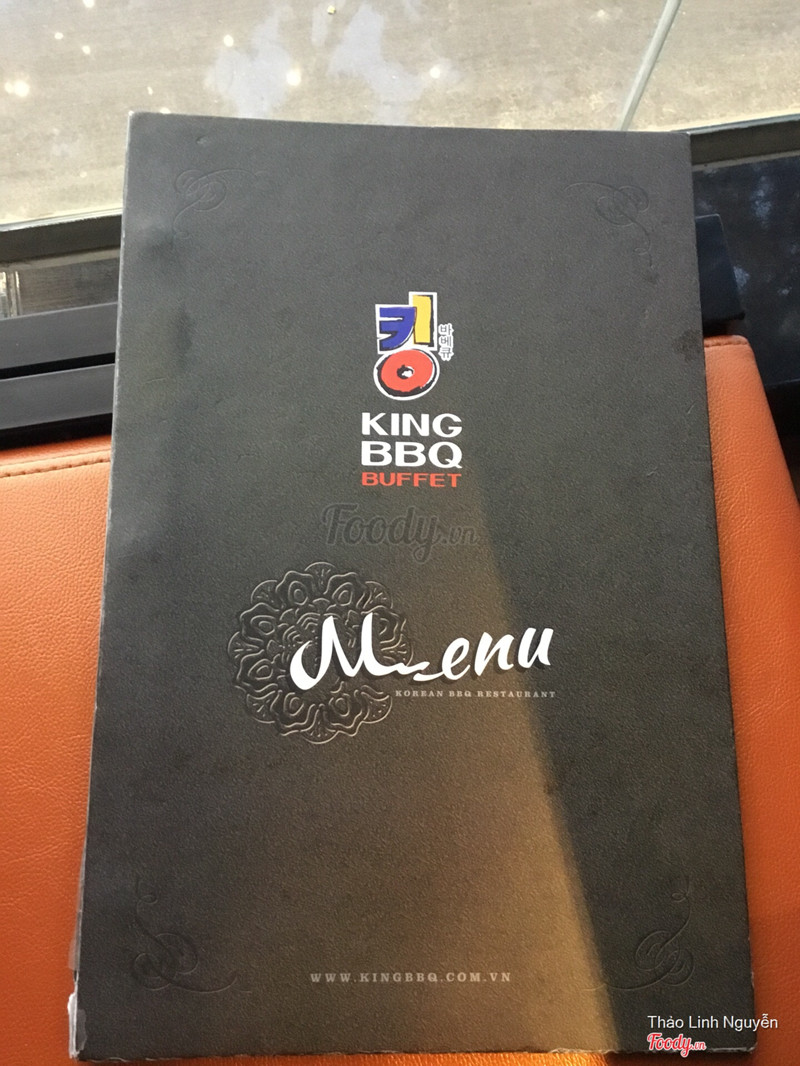 킹
바베큐
KING
BBQ
BUFFET
Foody.vn
Menu
KOREAN BBQ RESTAURANT
WWW.KINGBBQ.COM.VN
Thảo Linh Nguyễn
Foody.vn